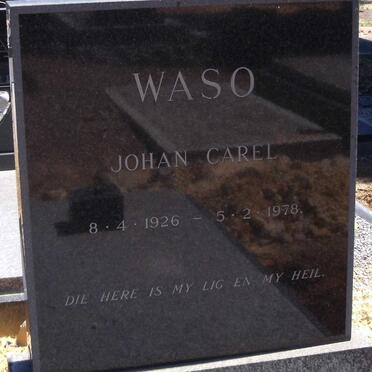 WASO
JOHAN CAREL
8·4·1926 – 5·2·1978.
DIE HERE IS MY LIG EN MY HEIL.